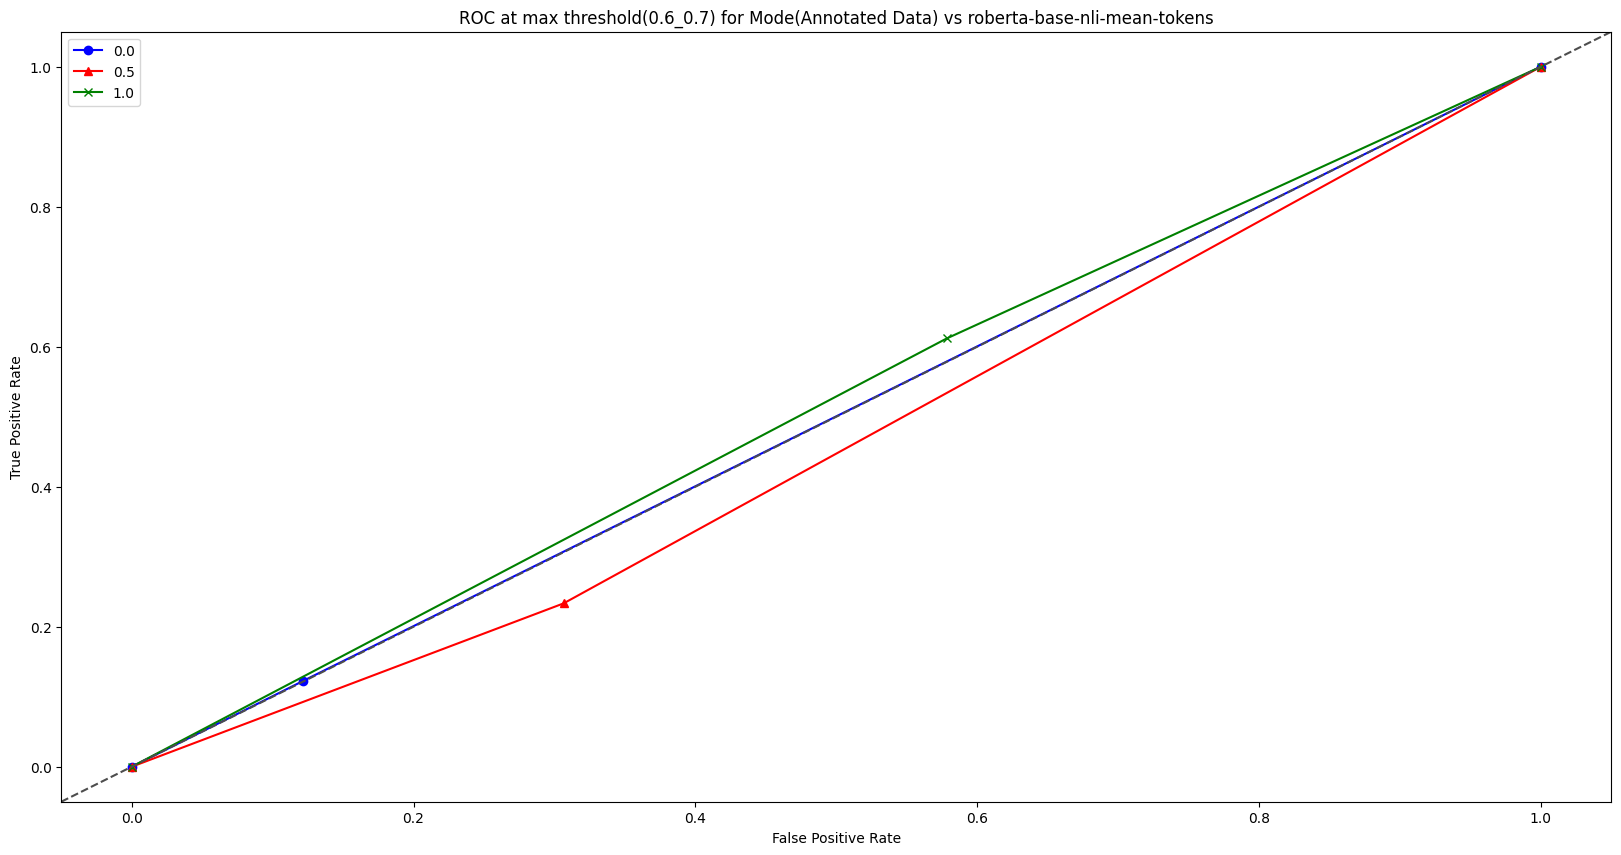 ROC at max threshold(0.6_0.7) for Mode(Annotated Data) vs roberta-base-nli-mean-tokens
0.0
0.5
1.0
True Positive Rate
1.0
0.8
0.6
0.4
0.2
0.0
0.0 0.2 0.4 0.6 0.8 1.0
False Positive Rate